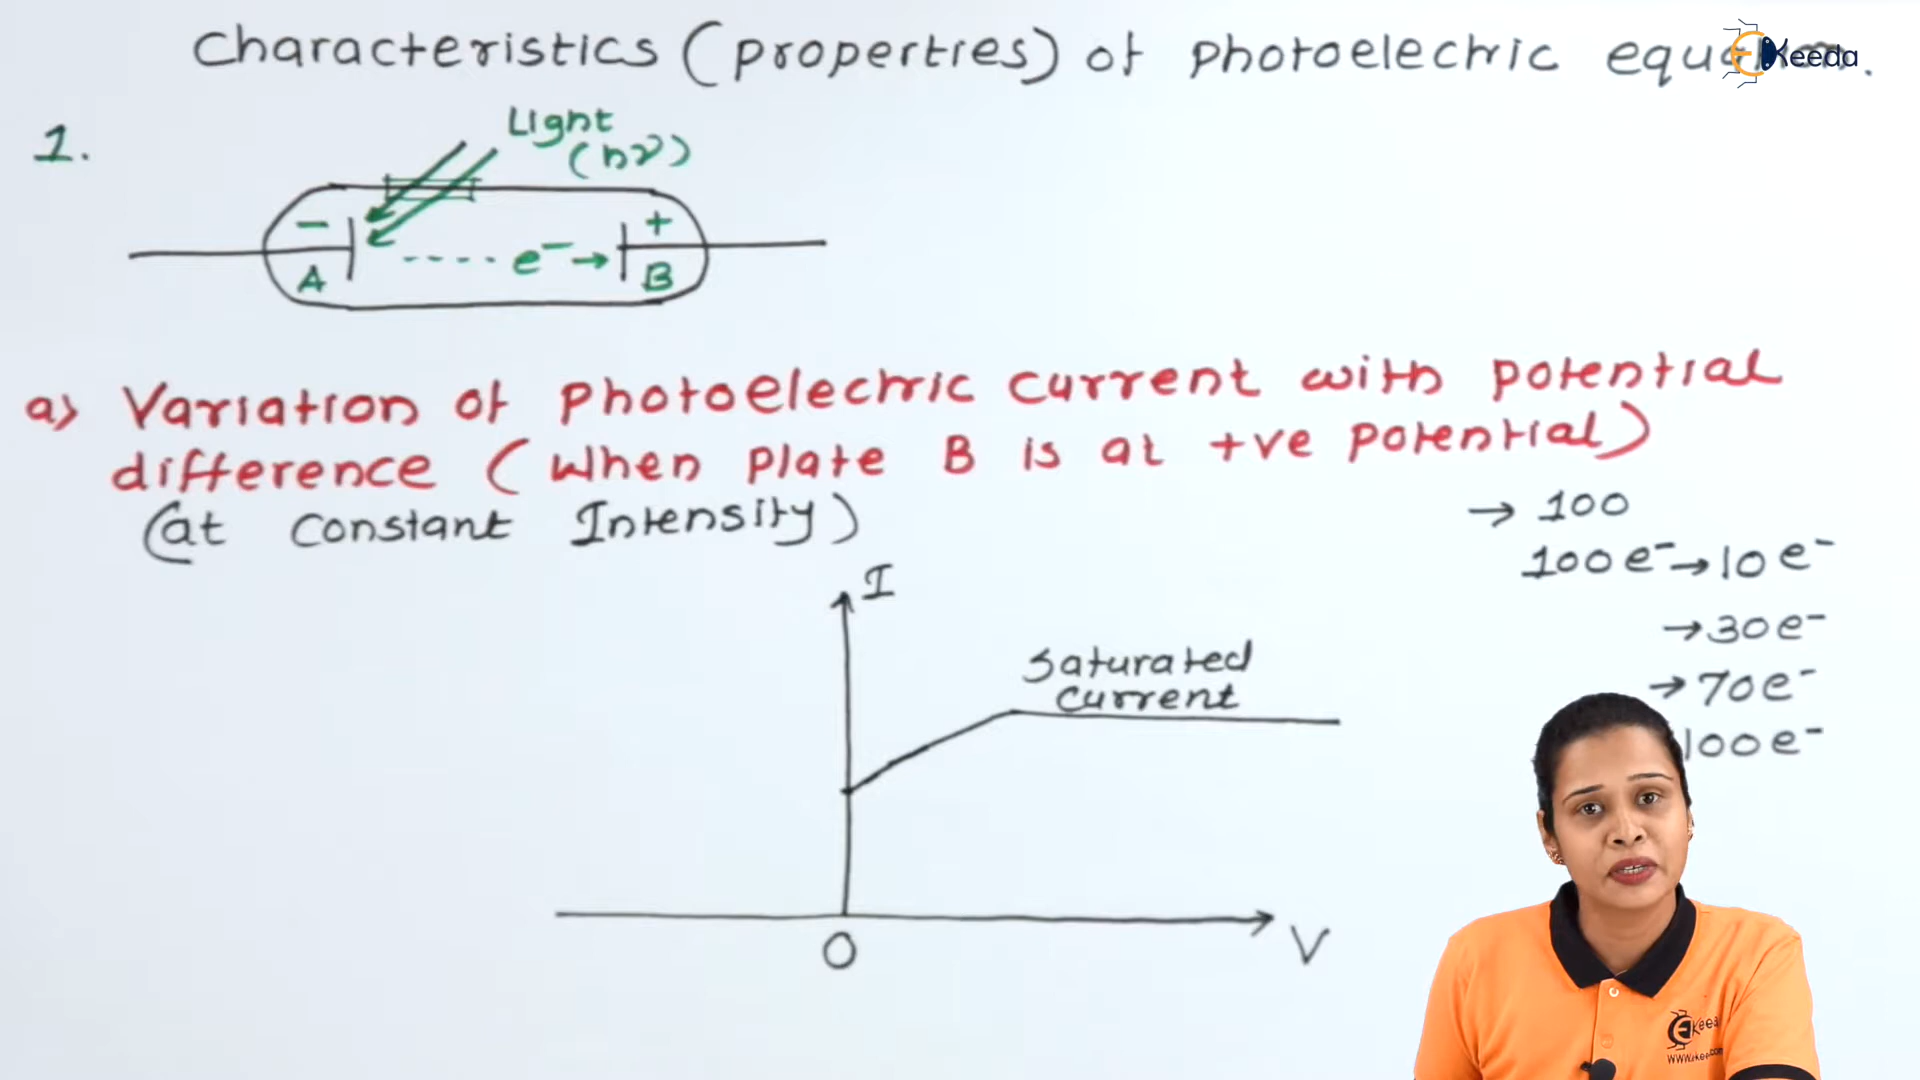 Characteristics (properties) of photoelectric equation.
EKeeda
1.
Light
(hν)
- +
A ---- e⁻ → B
a) Variation of photoelectric current with potential
difference (when plate B is at +ve potential)
(at constant Intensity)
→ 100
100 e⁻ → 10 e⁻
→ 30 e⁻
→ 70 e⁻
100 e⁻
I
Saturated
current
O
V